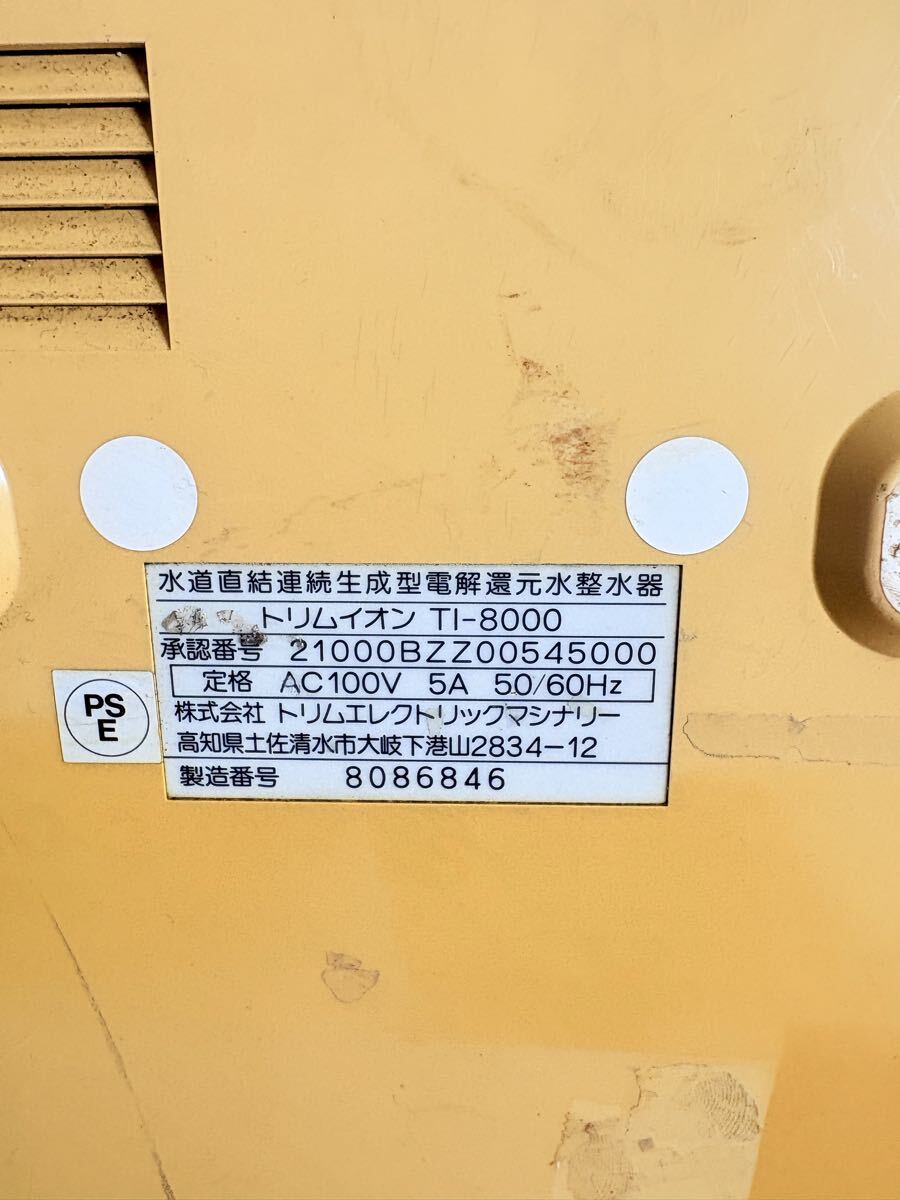 水道直結連続生成型電解還元水整水器
トリムイオン TI-8000
承認番号 21000BZZ00545000
定格 AC100V 5A 50/60Hz
株式会社 トリムエレクトリックマシナリー
高知県土佐清水市大岐下港山2834-12
製造番号 8086846
PS
E